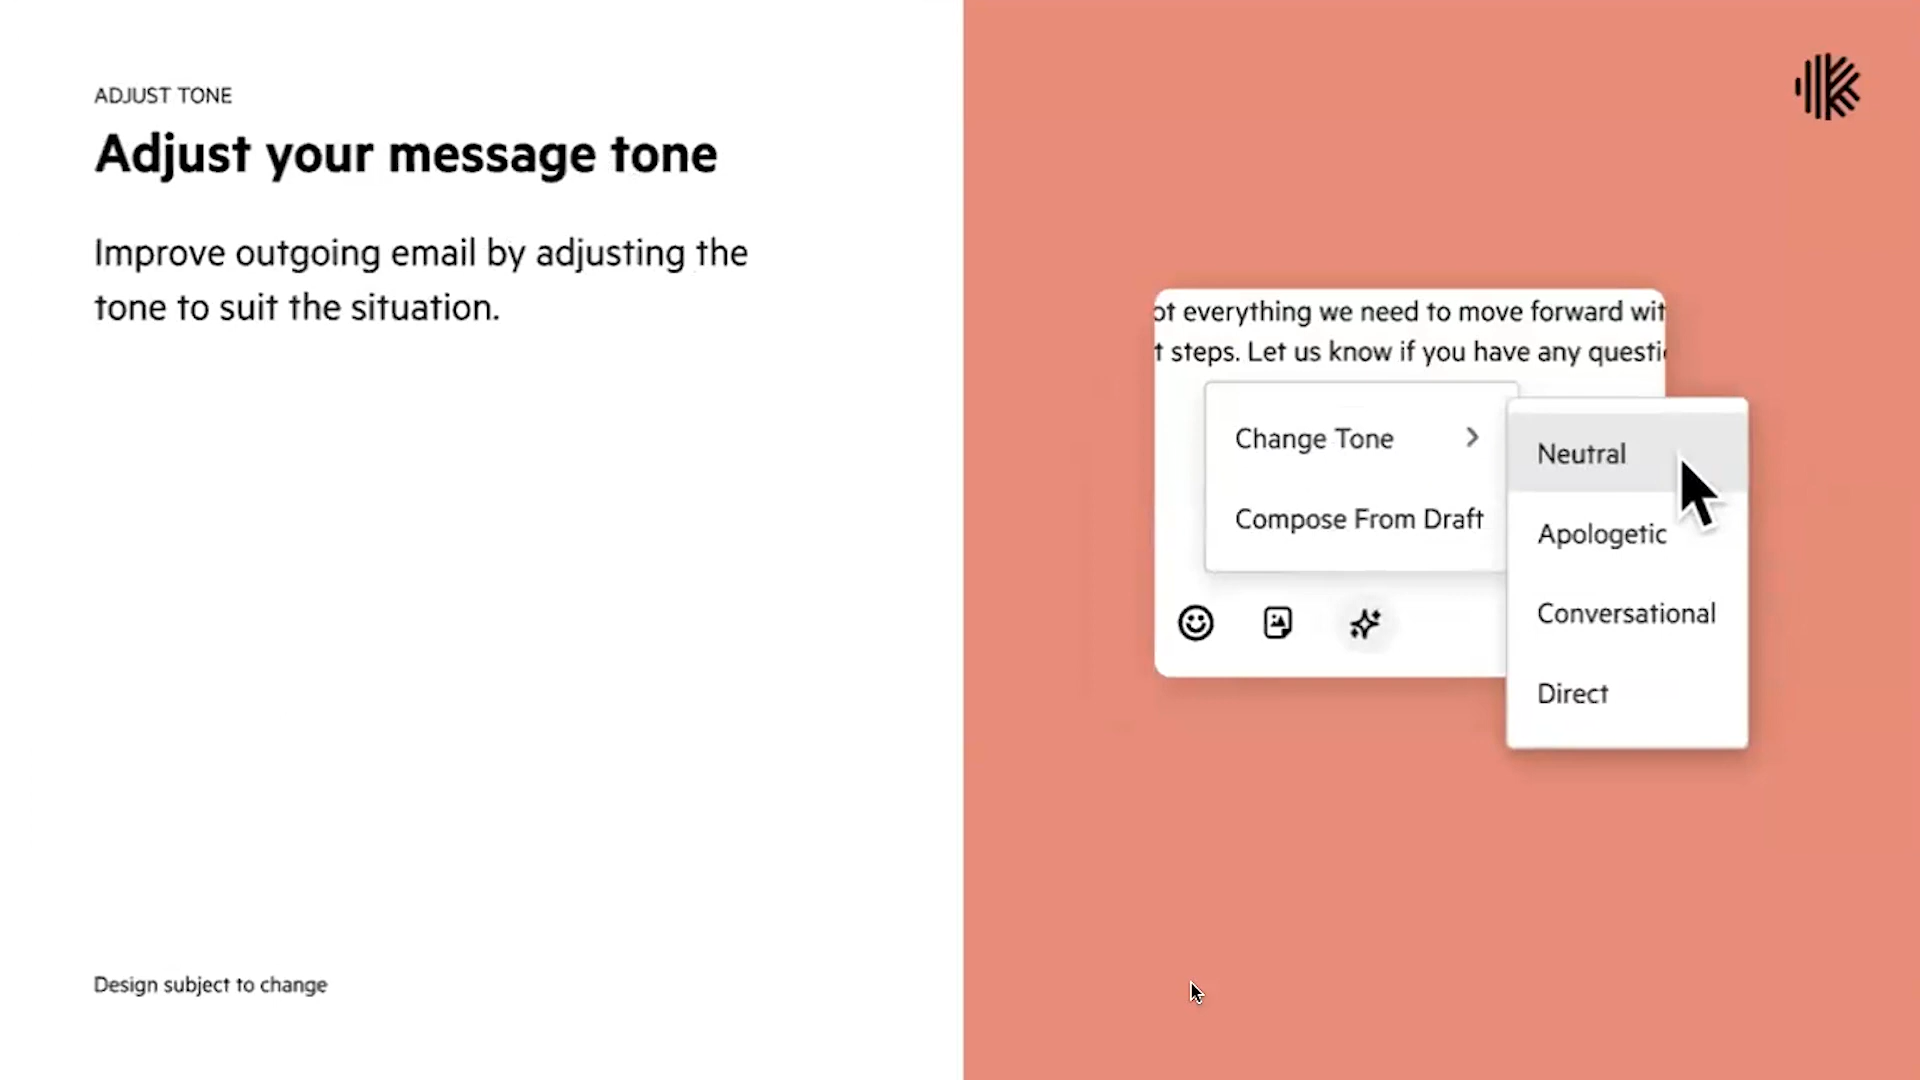 ADJUST TONE
Adjust your message tone
Improve outgoing email by adjusting the
tone to suit the situation.
everything we need to move forward
steps. Let us know if you have any
Change Tone
Compose From Draft
Neutral
Apologetic
Conversational
Direct
Design subject to change